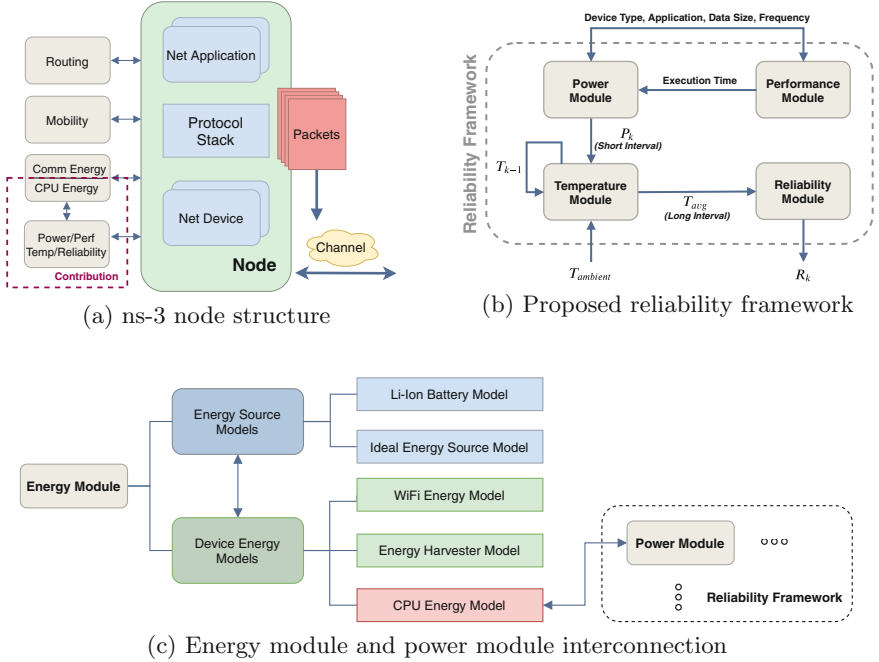 Routing
Mobility
Comm Energy
CPU Energy
Power/Perf
Temp/Reliability
Contribution
Net Application
Protocol
Stack
Net Device
Node
Packets
Channel
(a) ns-3 node structure
Device Type, Application, Data Size, Frequency
Reliability Framework
Power
Module
Execution Time
Performance
Module
P_k
(Short Interval)
T_{k-1}
Temperature
Module
T_{avg}
(Long Interval)
Reliability
Module
T_{ambient}
R_k
(b) Proposed reliability framework
Energy Module
Energy Source
Models
Device Energy
Models
Li-Ion Battery Model
Ideal Energy Source Model
WiFi Energy Model
Energy Harvester Model
CPU Energy Model
Power Module
Reliability Framework
(c) Energy module and power module interconnection